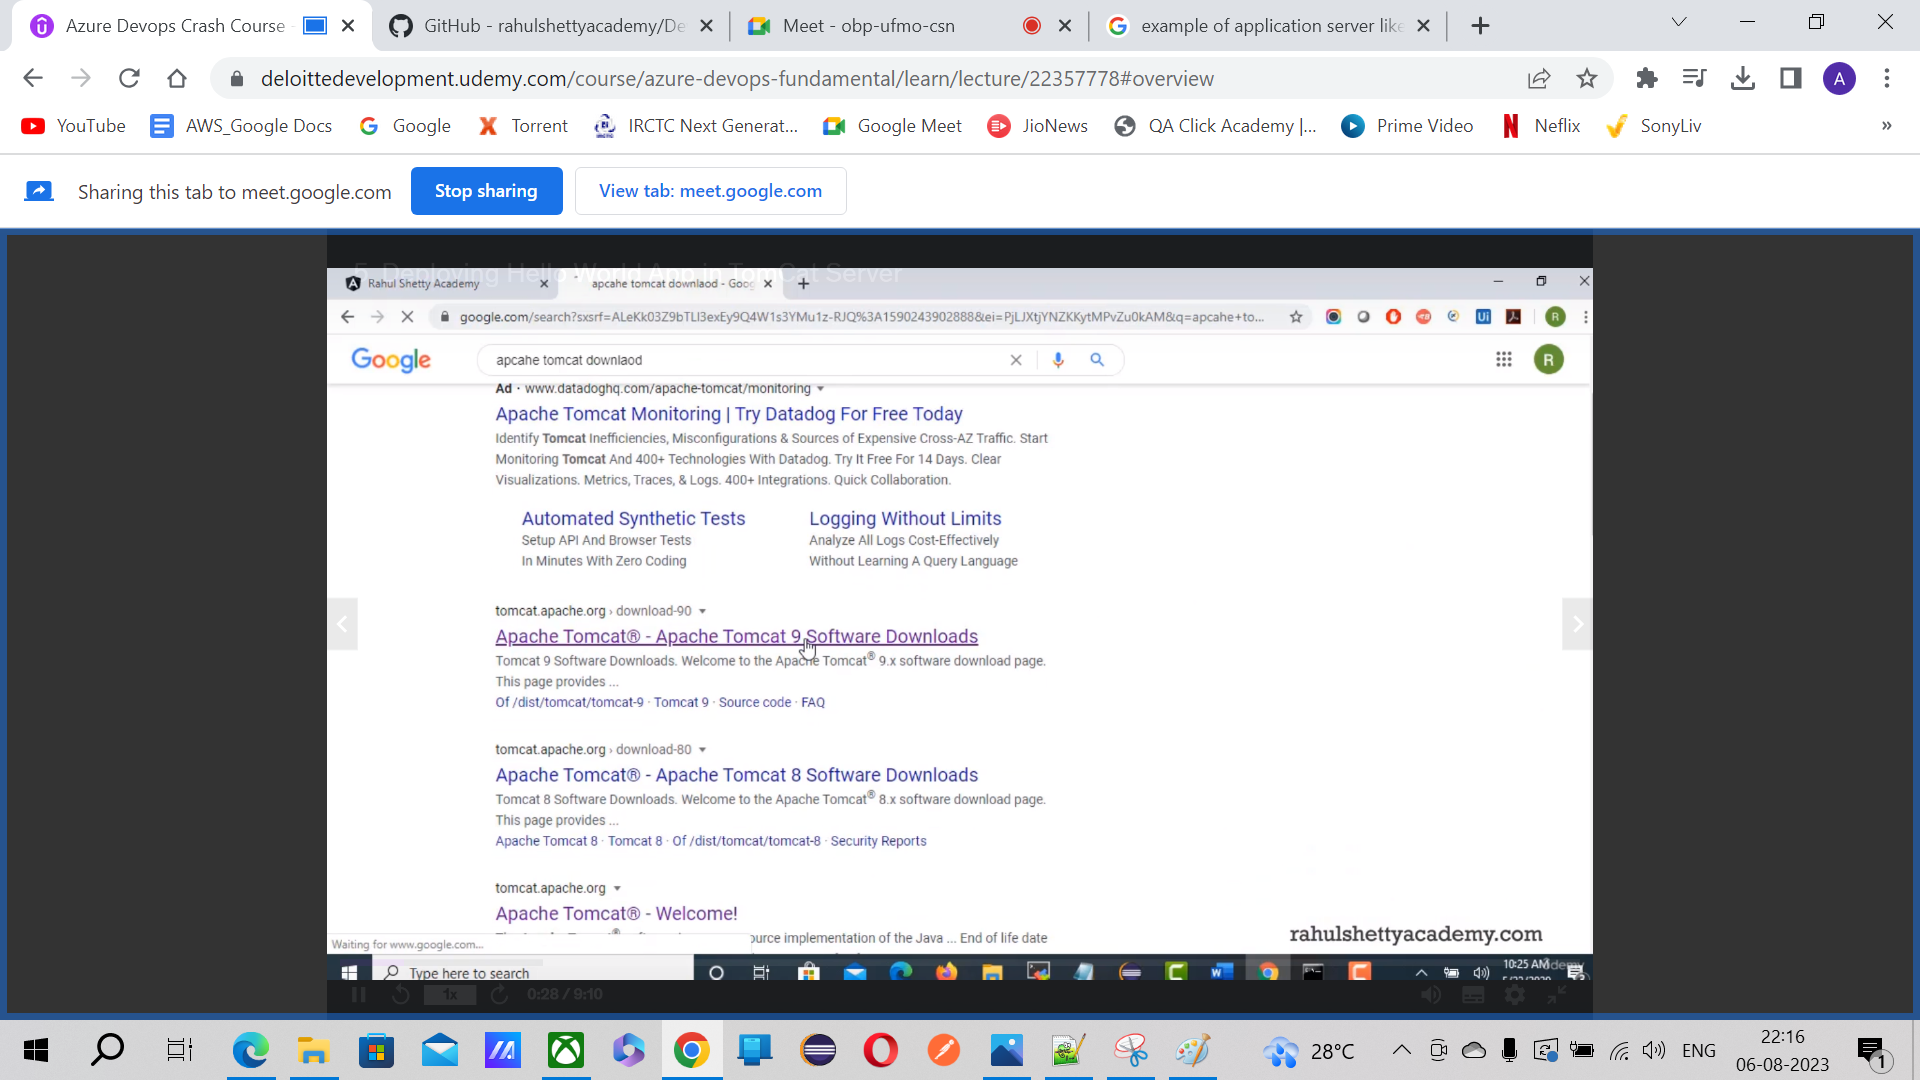 Azure Devops Crash Course
GitHub - rahulshettyacademy/De
Meet - obp-ufmo-csn
example of application server like
deloittedevelopment.udemy.com/course/azure-devops-fundamental/learn/lecture/22357778#overview
A
YouTube
AWS_Google Docs
Google
Torrent
IRCTC Next Generat...
Google Meet
JioNews
QA Click Academy |...
Prime Video
Neflix
SonyLiv
»
Sharing this tab to meet.google.com
Stop sharing
View tab: meet.google.com
5. Deploying Hello World App in TomCat Server
Rahul Shetty Academy
apcahe tomcat downlaod - Goog
google.com/search?sxsrf=ALeKk03Z9bTLl3exEy9Q4W1s3YMu1z-RJQ%3A1590243902888&ei=PjLJXtjYNZKKytMPvZu0kAM&q=apcahe+to...
R
Google
apcahe tomcat downlaod
R
Ad · www.datadoghq.com/apache-tomcat/monitoring
Apache Tomcat Monitoring | Try Datadog For Free Today
Identify Tomcat Inefficiencies, Misconfigurations & Sources of Expensive Cross-AZ Traffic. Start
Monitoring Tomcat And 400+ Technologies With Datadog. Try It Free For 14 Days. Clear
Visualizations. Metrics, Traces, & Logs. 400+ Integrations. Quick Collaboration.
Automated Synthetic Tests
Logging Without Limits
Setup API And Browser Tests
Analyze All Logs Cost-Effectively
In Minutes With Zero Coding
Without Learning A Query Language
tomcat.apache.org › download-90
Apache Tomcat® - Apache Tomcat 9 Software Downloads
Tomcat 9 Software Downloads. Welcome to the Apache Tomcat® 9.x software download page.
This page provides ...
Of /dist/tomcat/tomcat-9 · Tomcat 9 · Source code · FAQ
tomcat.apache.org › download-80
Apache Tomcat® - Apache Tomcat 8 Software Downloads
Tomcat 8 Software Downloads. Welcome to the Apache Tomcat® 8.x software download page.
This page provides ...
Apache Tomcat 8 · Tomcat 8 · Of /dist/tomcat/tomcat-8 · Security Reports
tomcat.apache.org
Apache Tomcat® - Welcome!
ource implementation of the Java ... End of life date
Waiting for www.google.com...
rahulshettyacademy.com
Type here to search
10:25 AM
1x
0:28 / 9:10
28°C
ENG
22:16
06-08-2023
1